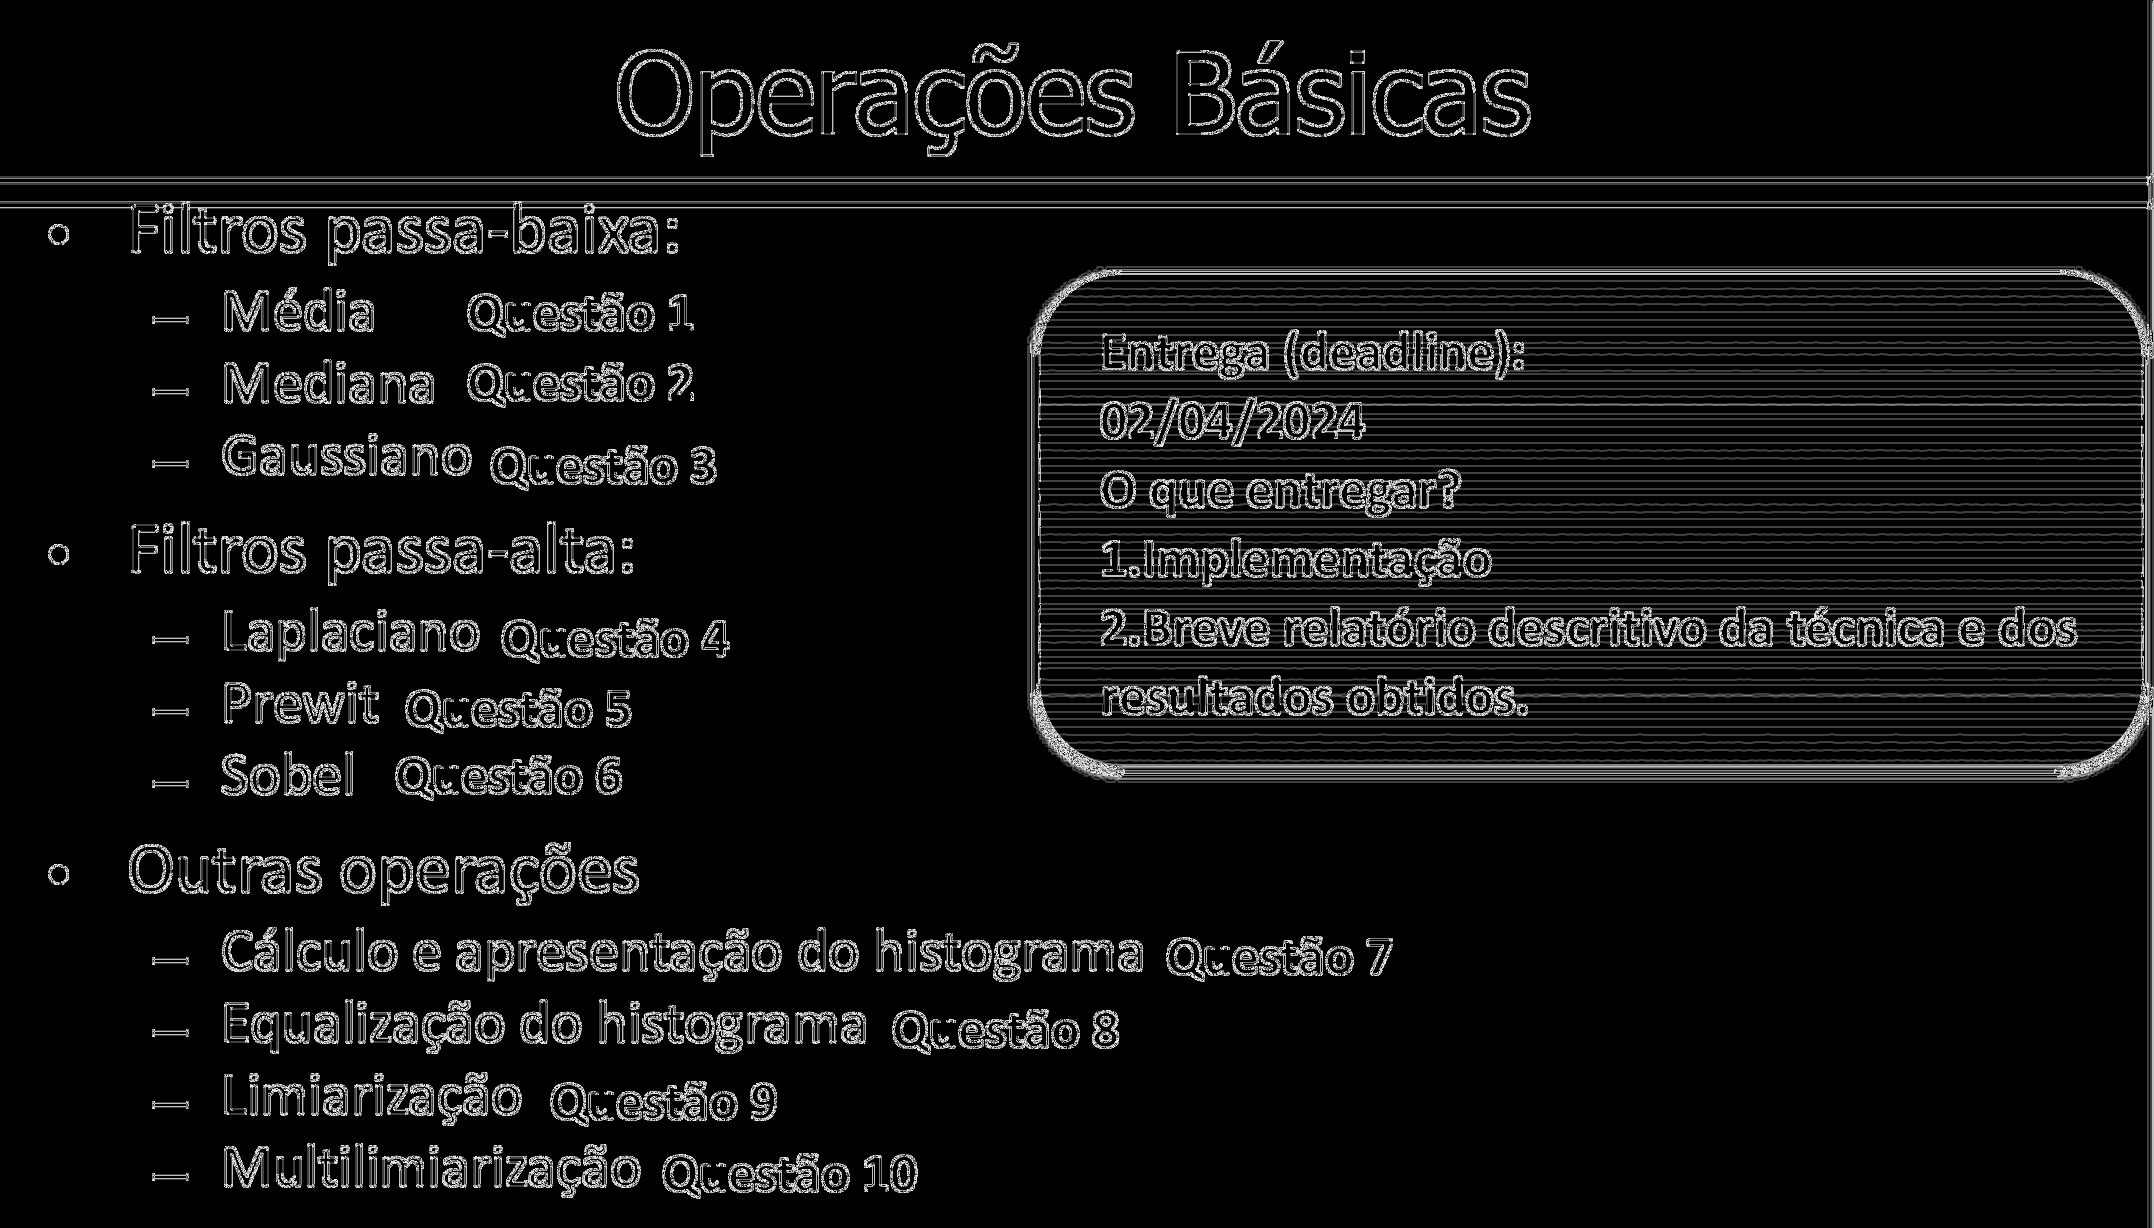 Operações Básicas
• Filtros passa-baixa:
– Média Questão 1
– Mediana Questão 2
– Gaussiano Questão 3
• Filtros passa-alta:
– Laplaciano Questão 4
– Prewit Questão 5
– Sobel Questão 6
• Outras operações
– Cálculo e apresentação do histograma Questão 7
– Equalização do histograma Questão 8
– Limiarização Questão 9
– Multilimiarização Questão 10
Entrega (deadline):
02/04/2024
O que entregar?
1.Implementação
2.Breve relatório descritivo da técnica e dos
resultados obtidos.